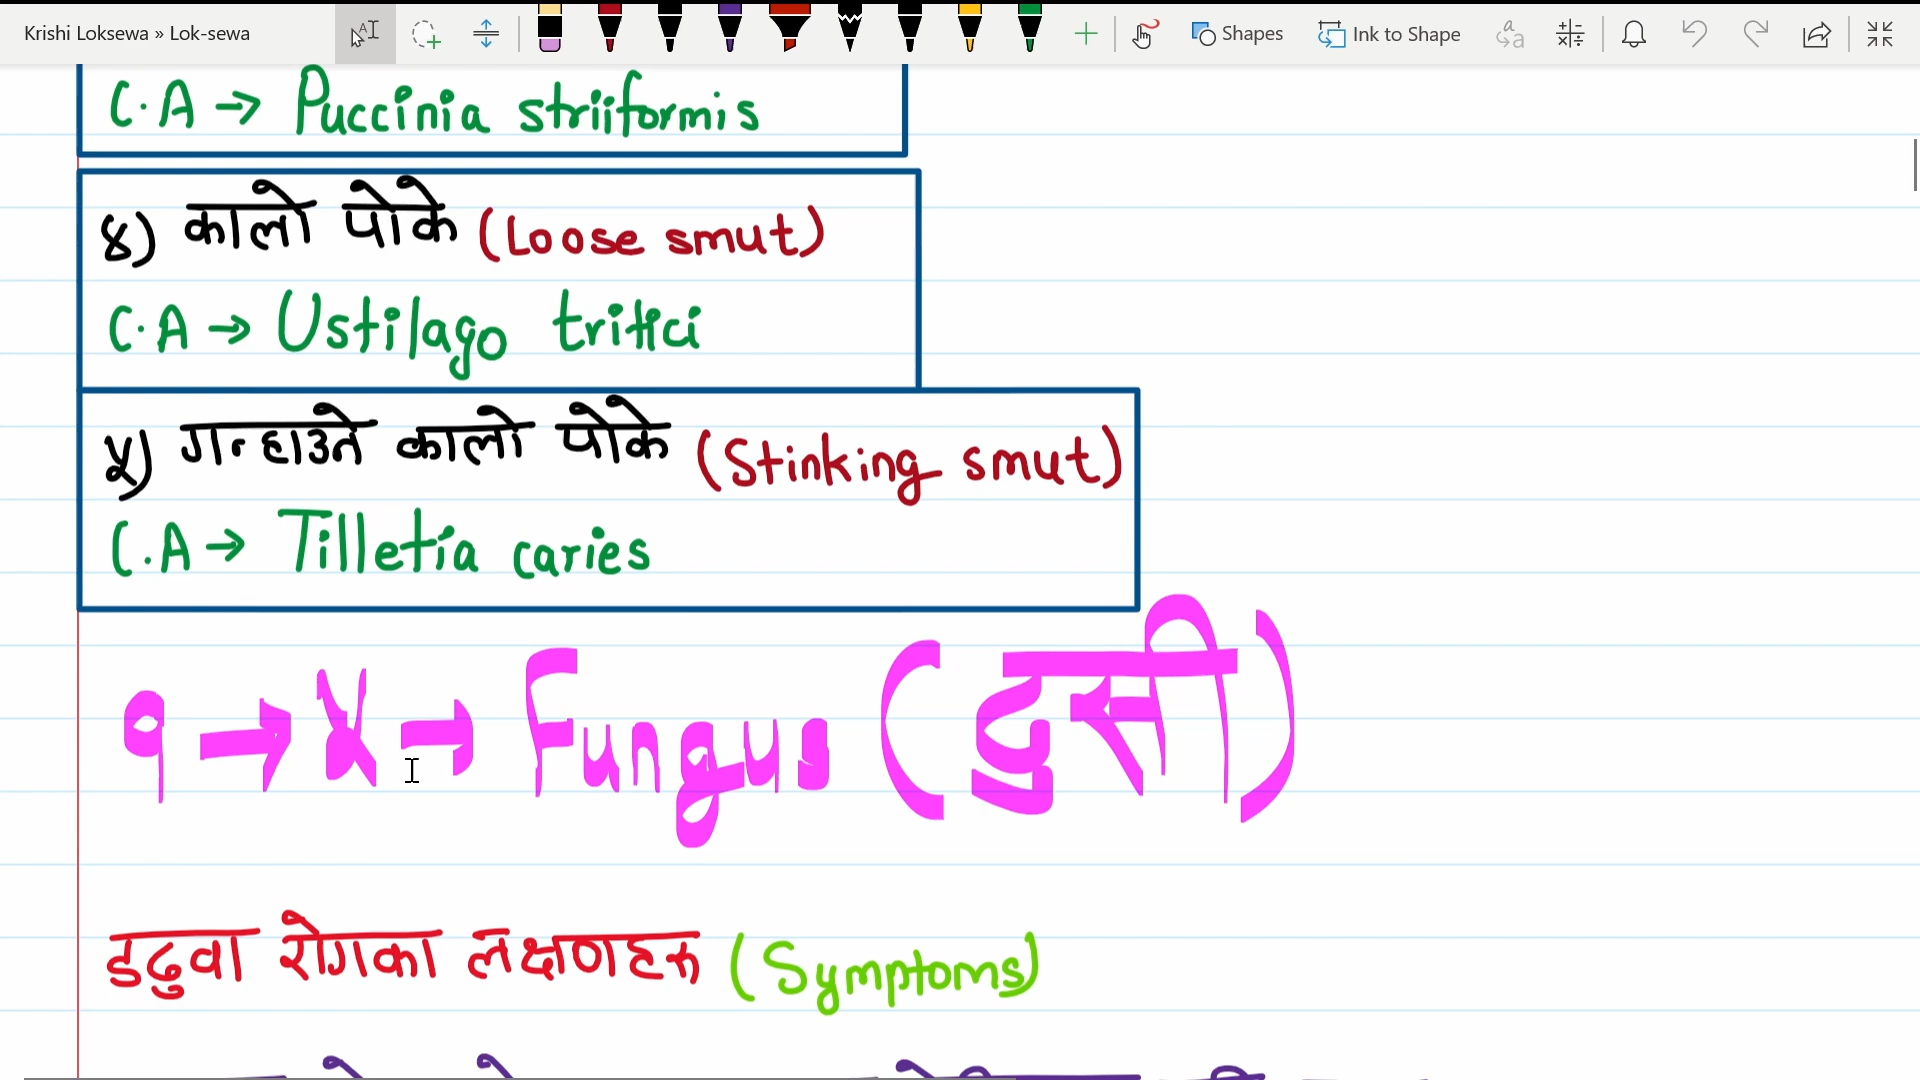 Krishi Loksewa » Lok-sewa
Shapes
Ink to Shape
C.A → Puccinia striiformis
४) कालो पोके (Loose smut)
C.A → Ustilago tritici
५) गन्हाउने कालो पोके (Stinking smut)
C.A → Tilletia caries
१ → ५ → Fungus (ढुसी)
डढुवा रोगका लक्षणहरु (Symptoms)